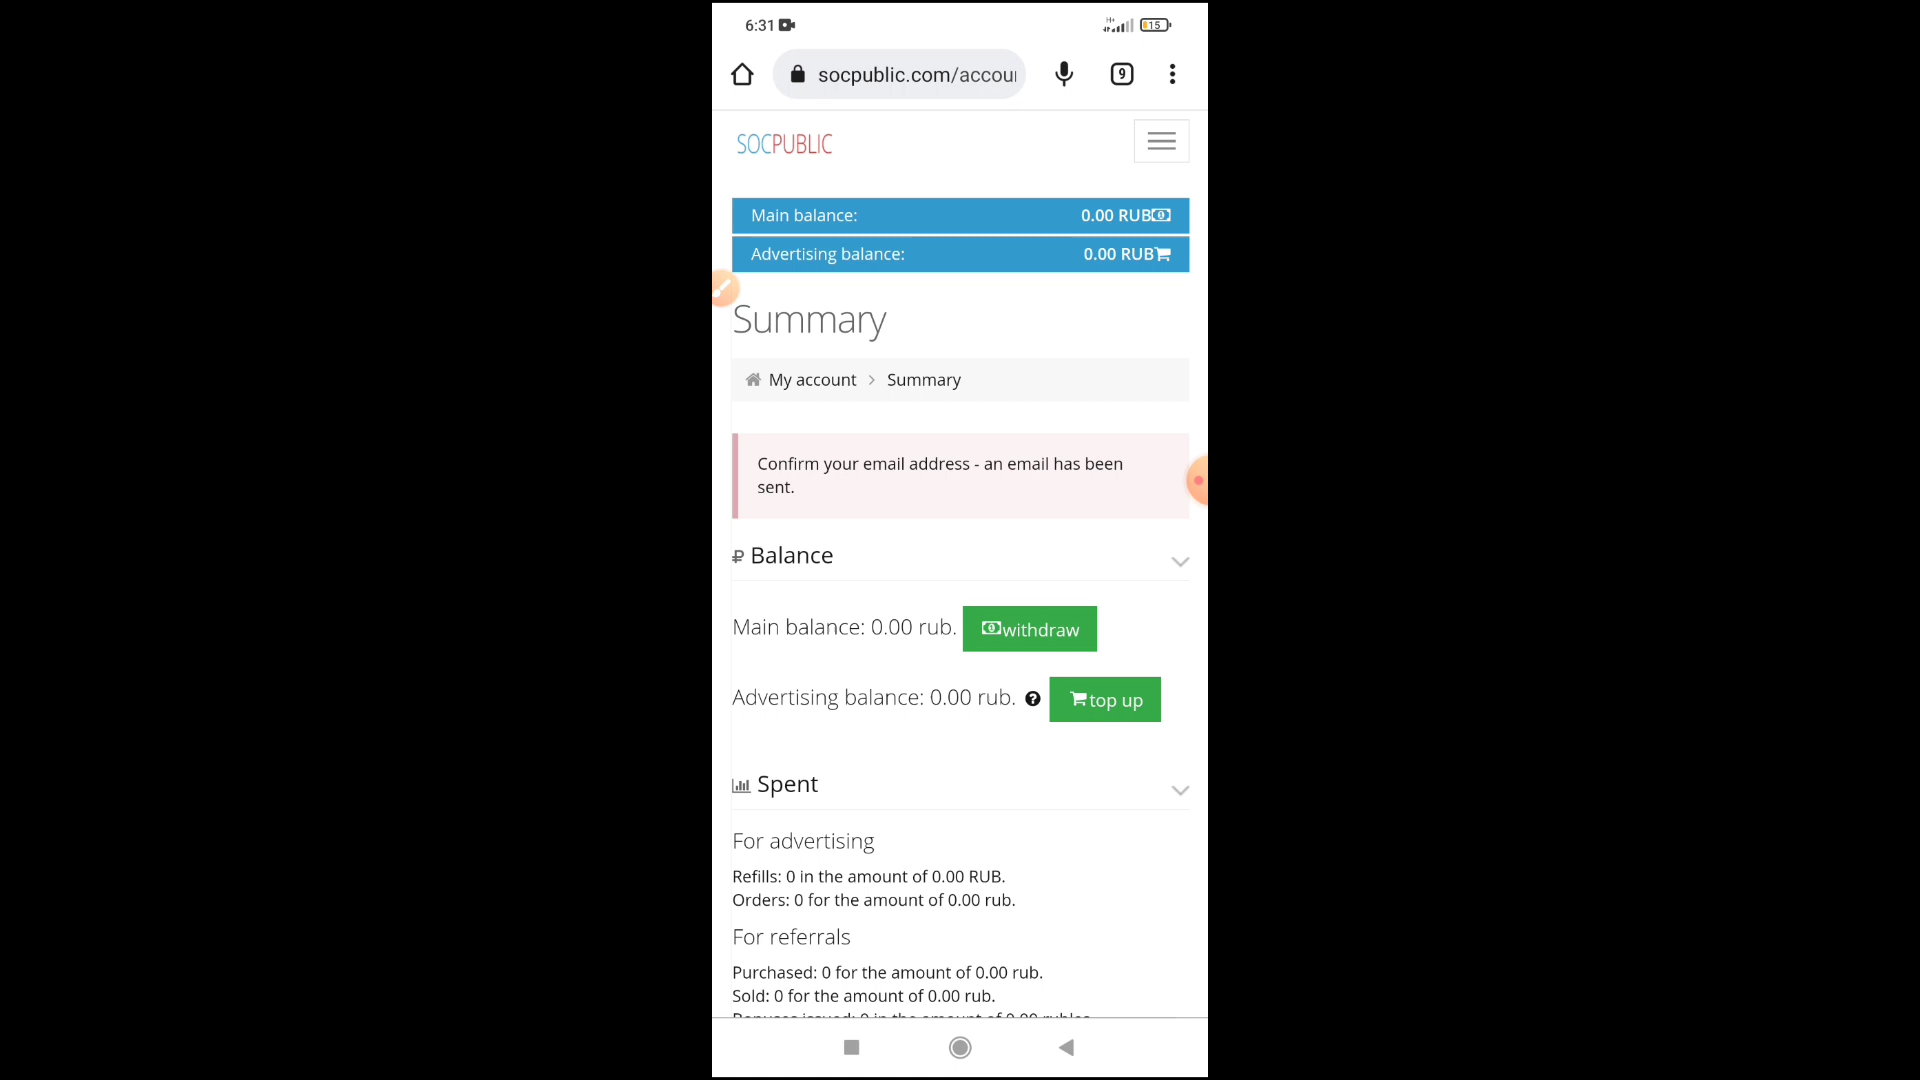 6:31
H+
15
socpublic.com/accou
9
SOCPUBLIC
Main balance: 0.00 RUB
Advertising balance: 0.00 RUB
Summary
My account > Summary
Confirm your email address - an email has been
sent.
₽ Balance
Main balance: 0.00 rub. withdraw
Advertising balance: 0.00 rub. ? top up
Spent
For advertising
Refills: 0 in the amount of 0.00 RUB.
Orders: 0 for the amount of 0.00 rub.
For referrals
Purchased: 0 for the amount of 0.00 rub.
Sold: 0 for the amount of 0.00 rub.